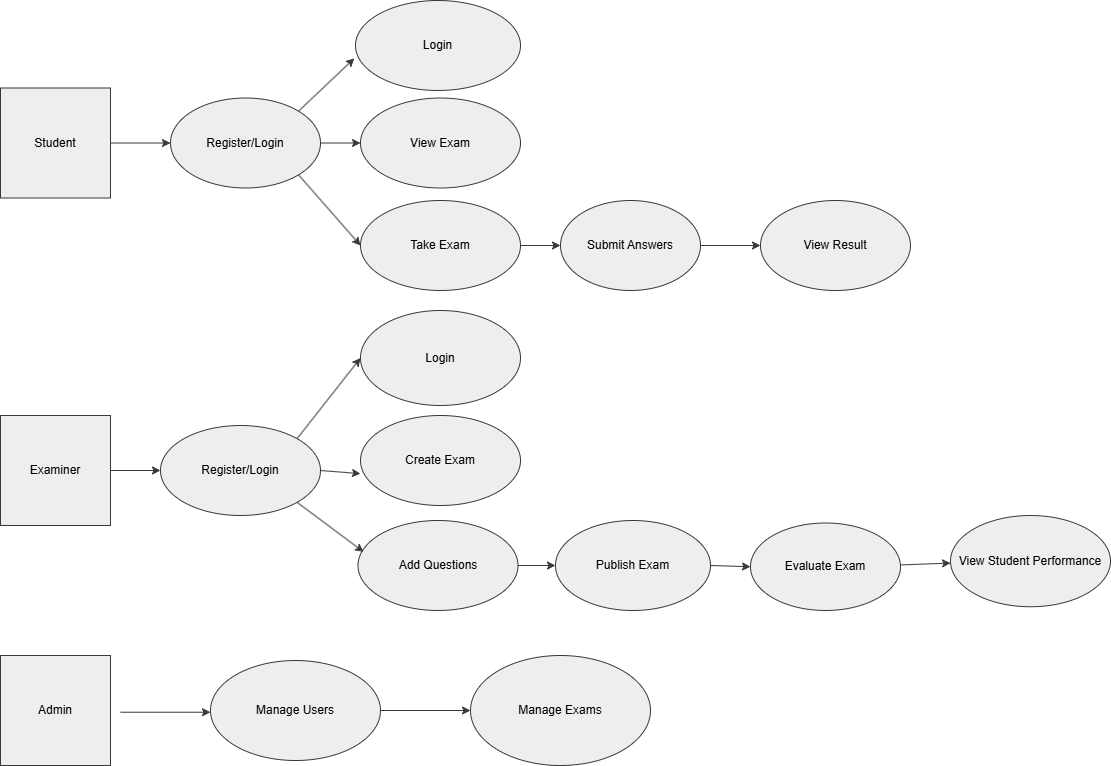 Login
Student
Register/Login
View Exam
Take Exam
Submit Answers
View Result
Login
Examiner
Register/Login
Create Exam
Add Questions
Publish Exam
Evaluate Exam
View Student Performance
Admin
Manage Users
Manage Exams